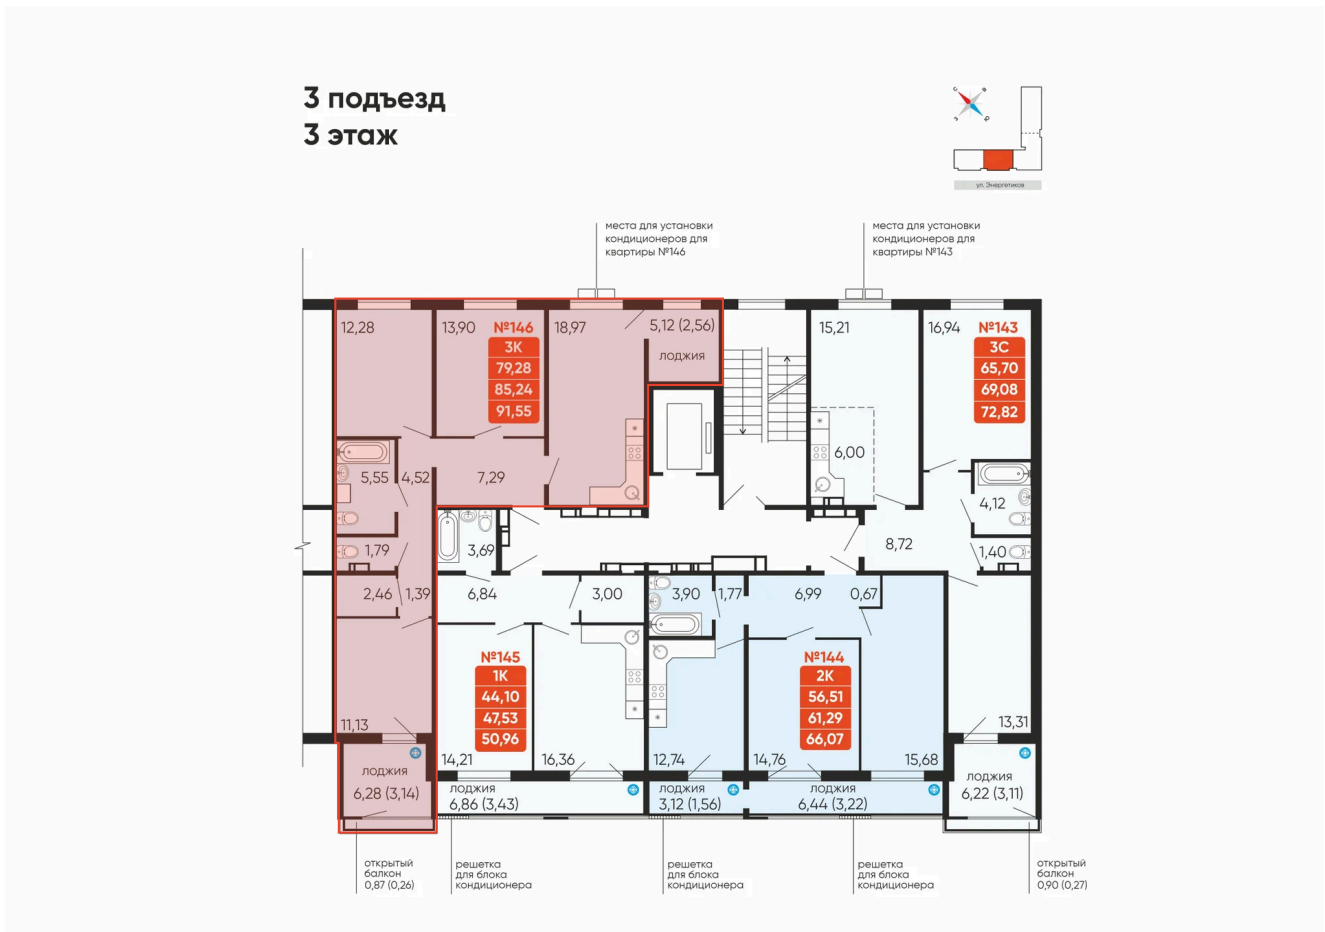 3 подъезд
3 этаж
С
В
З
Ю
ул. Энергетиков
места для установки
кондиционеров для
квартиры №146
места для установки
кондиционеров для
квартиры №143
12,28
13,90
№146
3К
79,28
85,24
91,55
18,97
5,12 (2,56)
лоджия
15,21
16,94
№143
3С
65,70
69,08
72,82
6,00
5,55
4,52
7,29
4,12
1,79
3,69
8,72
1,40
2,46
1,39
6,84
3,00
3,90
1,77
6,99
0,67
№145
1К
44,10
47,53
50,96
№144
2К
56,51
61,29
66,07
11,13
13,31
14,21
16,36
12,74
14,76
15,68
лоджия
6,28 (3,14)
лоджия
6,86 (3,43)
лоджия
3,12 (1,56)
лоджия
6,44 (3,22)
лоджия
6,22 (3,11)
открытый
балкон
0,87 (0,26)
решетка
для блока
кондиционера
решетка
для блока
кондиционера
решетка
для блока
кондиционера
открытый
балкон
0,90 (0,27)